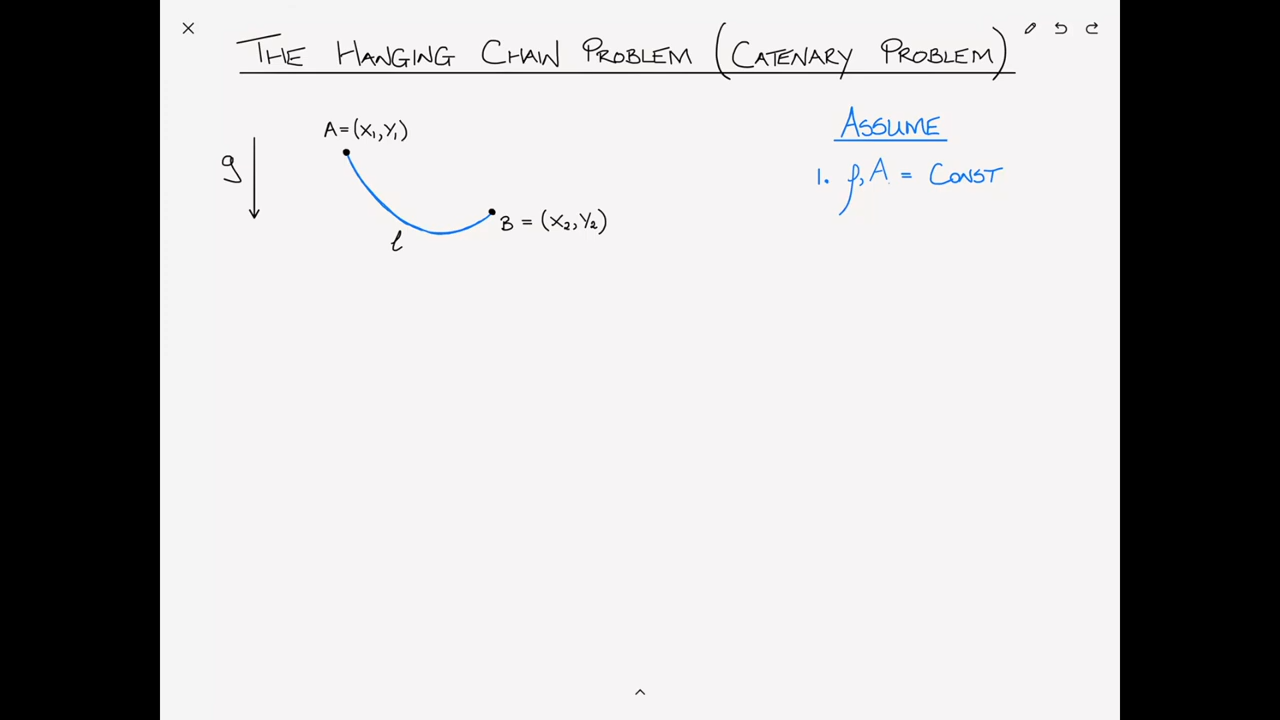 THE HANGING CHAIN PROBLEM (CATENARY PROBLEM)
g
A=(x₁,y₁)
B = (x₂,y₂)
ℓ
ASSUME
1. ρ, A = CONST